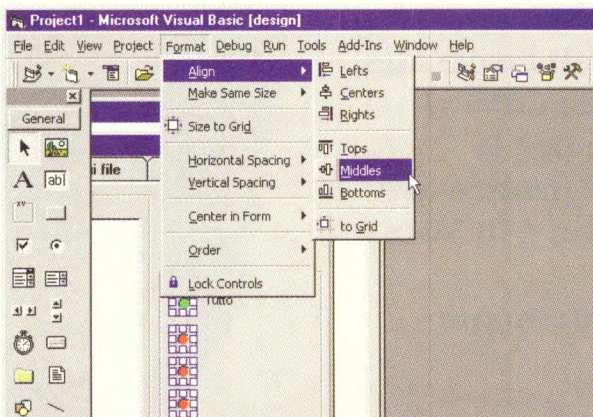 Project1 - Microsoft Visual Basic [design]
File Edit View Project Format Debug Run Tools Add-Ins Window Help
General
A ab
XY
i file
Align
Make Same Size
Size to Grid
Horizontal Spacing
Vertical Spacing
Center in Form
Order
Lock Controls
Lefts
Centers
Rights
Tops
Middles
Bottoms
to Grid
Tutto